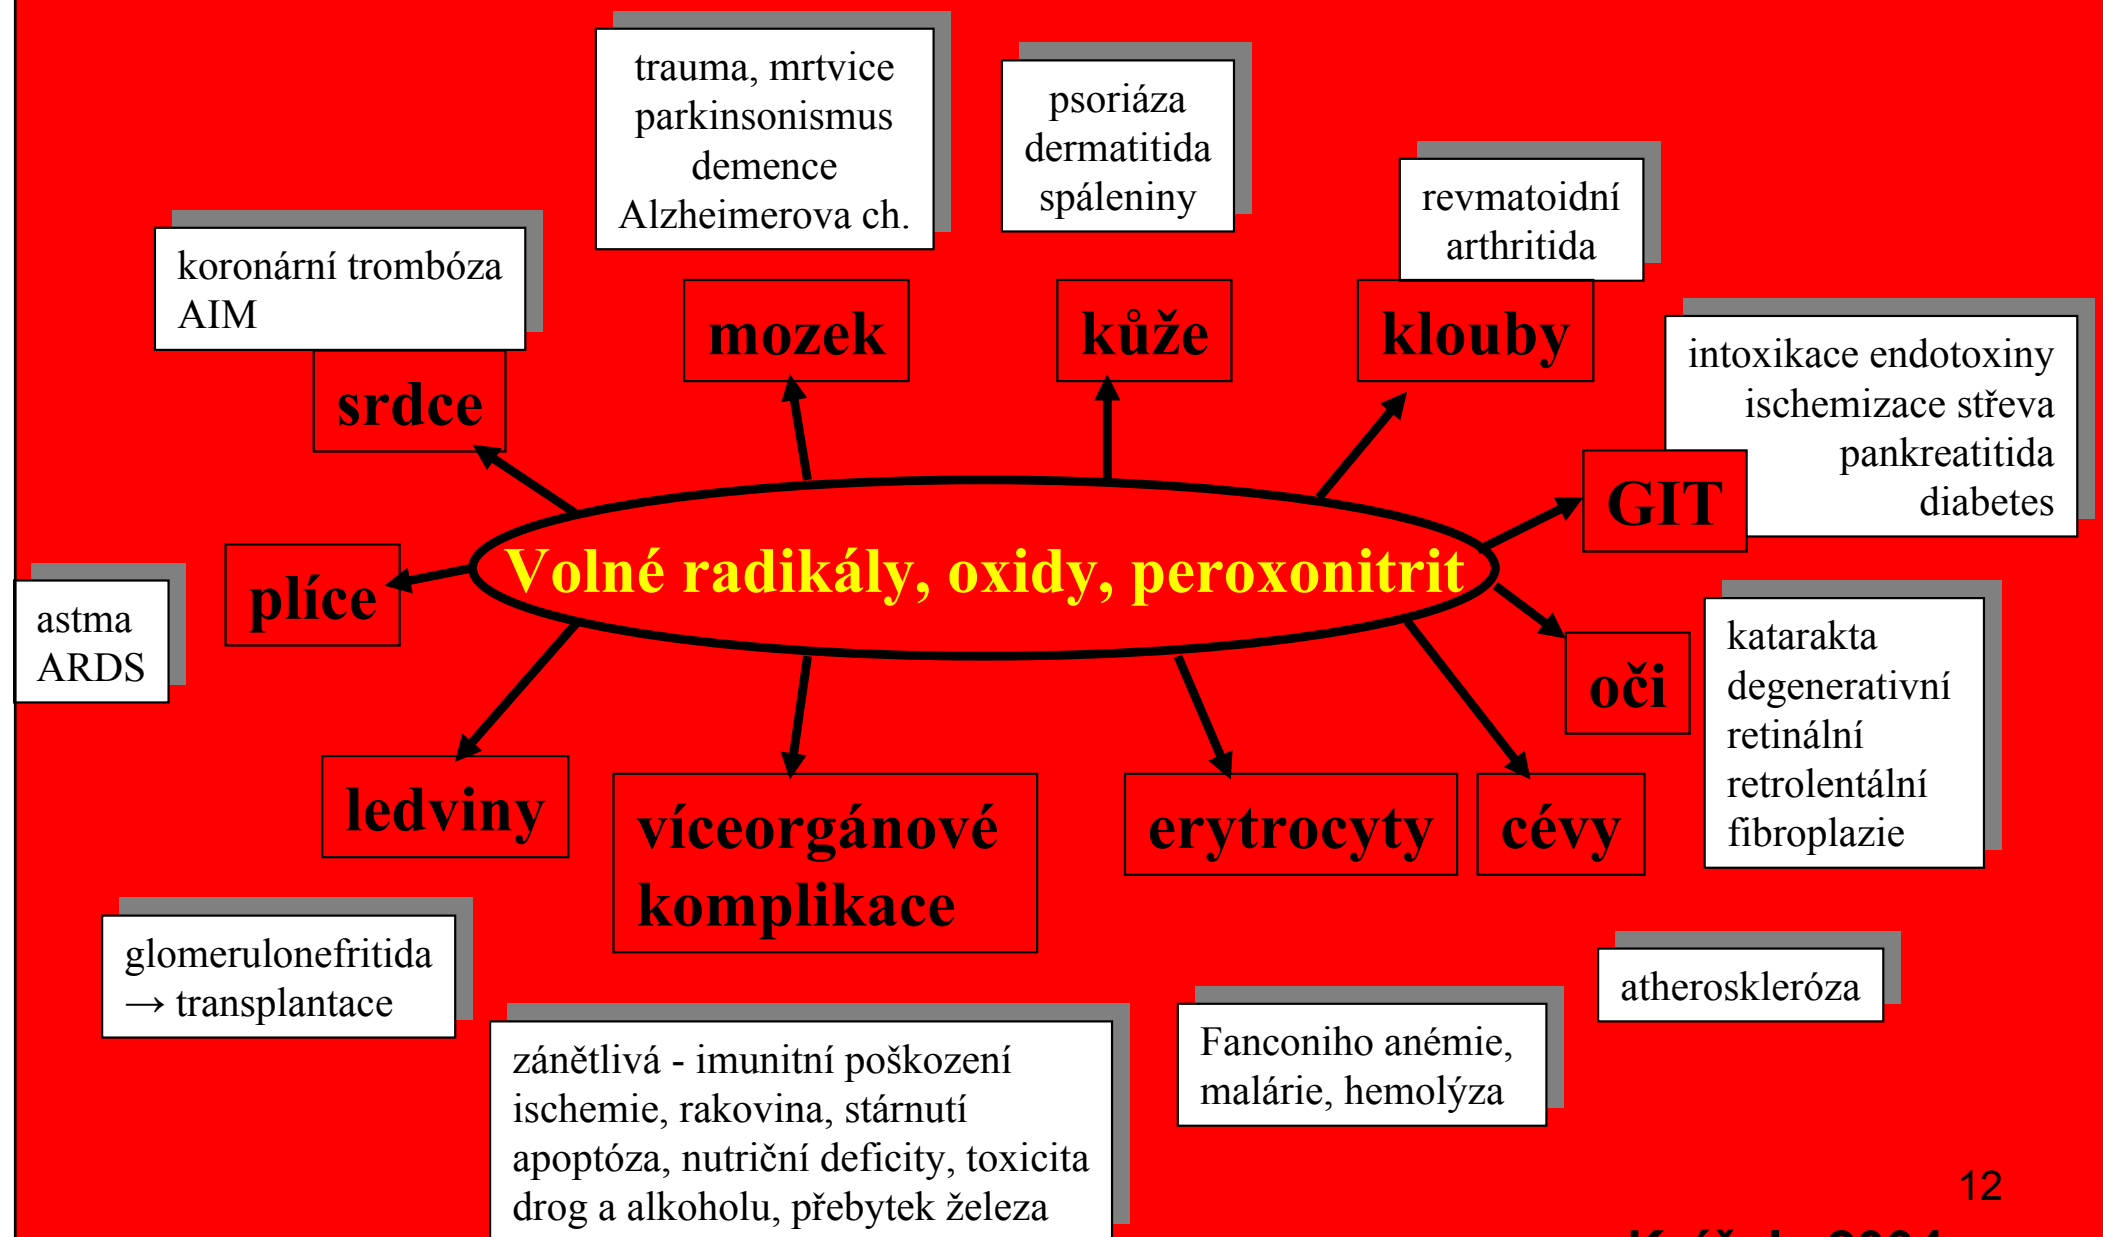 trauma, mrtvice
parkinsonismus
demence
Alzheimerova ch.
psoriáza
dermatitida
spáleniny
revmatoidní
arthritida
koronární trombóza
AIM
mozek
kůže
klouby
srdce
intoxikace endotoxiny
ischemizace střeva
pankreatitida
diabetes
GIT
Volné radikály, oxidy, peroxonitrit
plíce
astma
ARDS
oči
katarakta
degenerativní
retinální
retrolentální
fibroplazie
ledviny
víceorgánové
komplikace
erytrocyty
cévy
glomerulonefritida
→ transplantace
atheroskleróza
zánětlivá - imunitní poškození
ischemie, rakovina, stárnutí
apoptóza, nutriční deficity, toxicita
drog a alkoholu, přebytek železa
Fanconiho anémie,
malárie, hemolýza
12